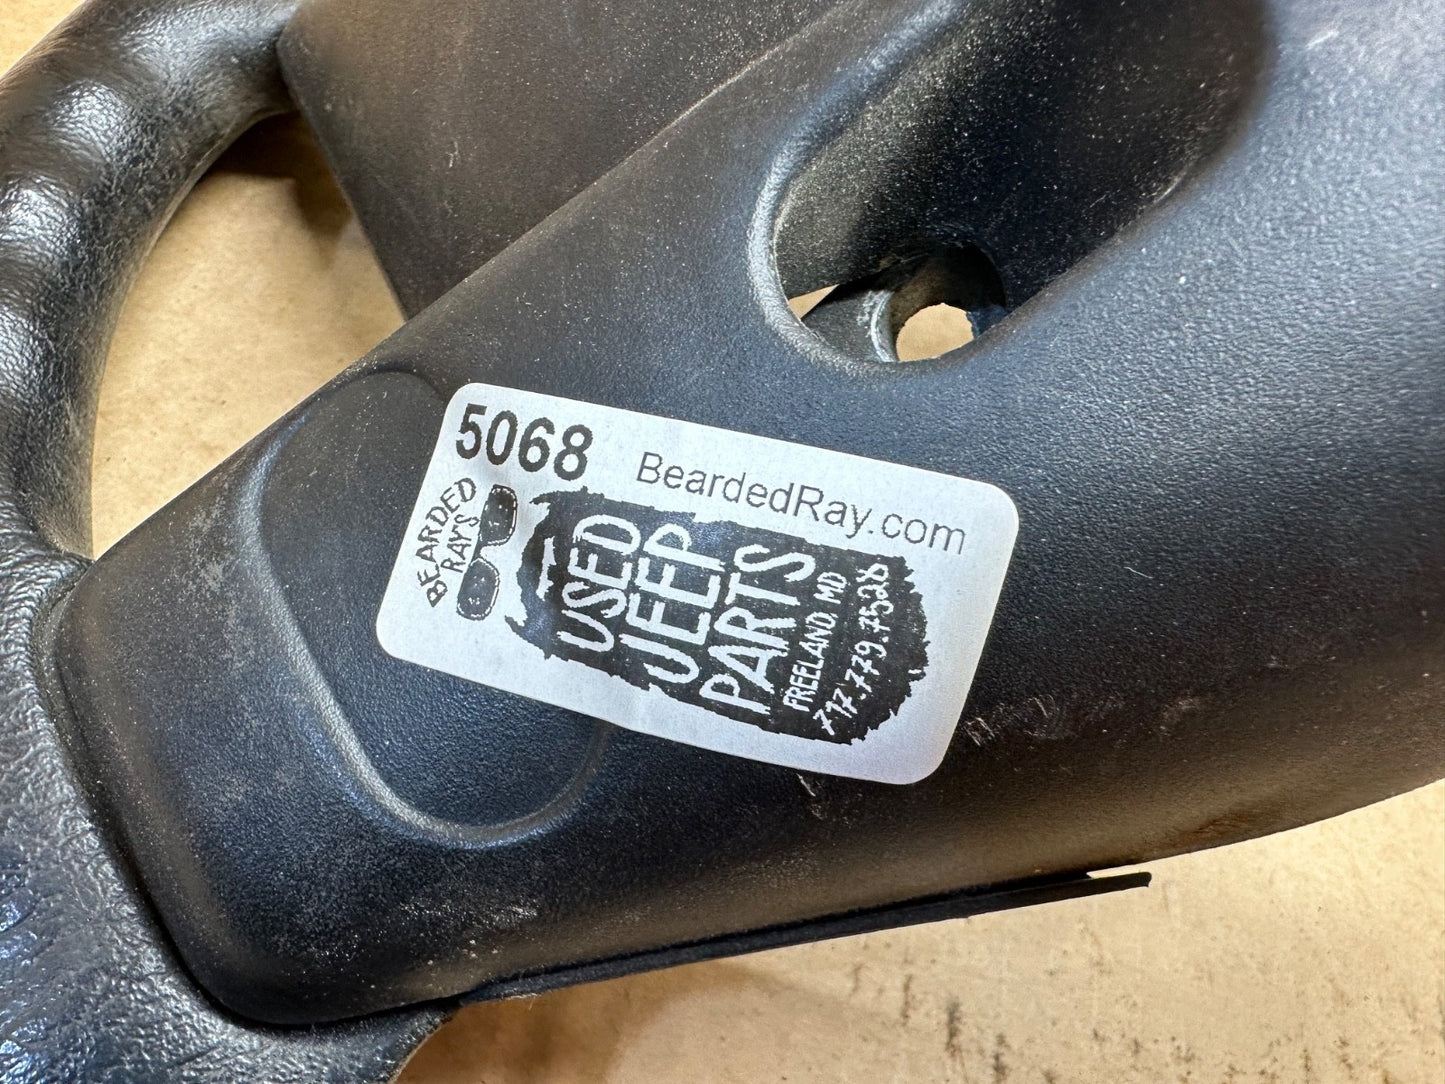 5068
BeardedRay.com
BEARDED
RAY'S
USED
JEEP
PARTS
FREELAND, MD
717.779.7528